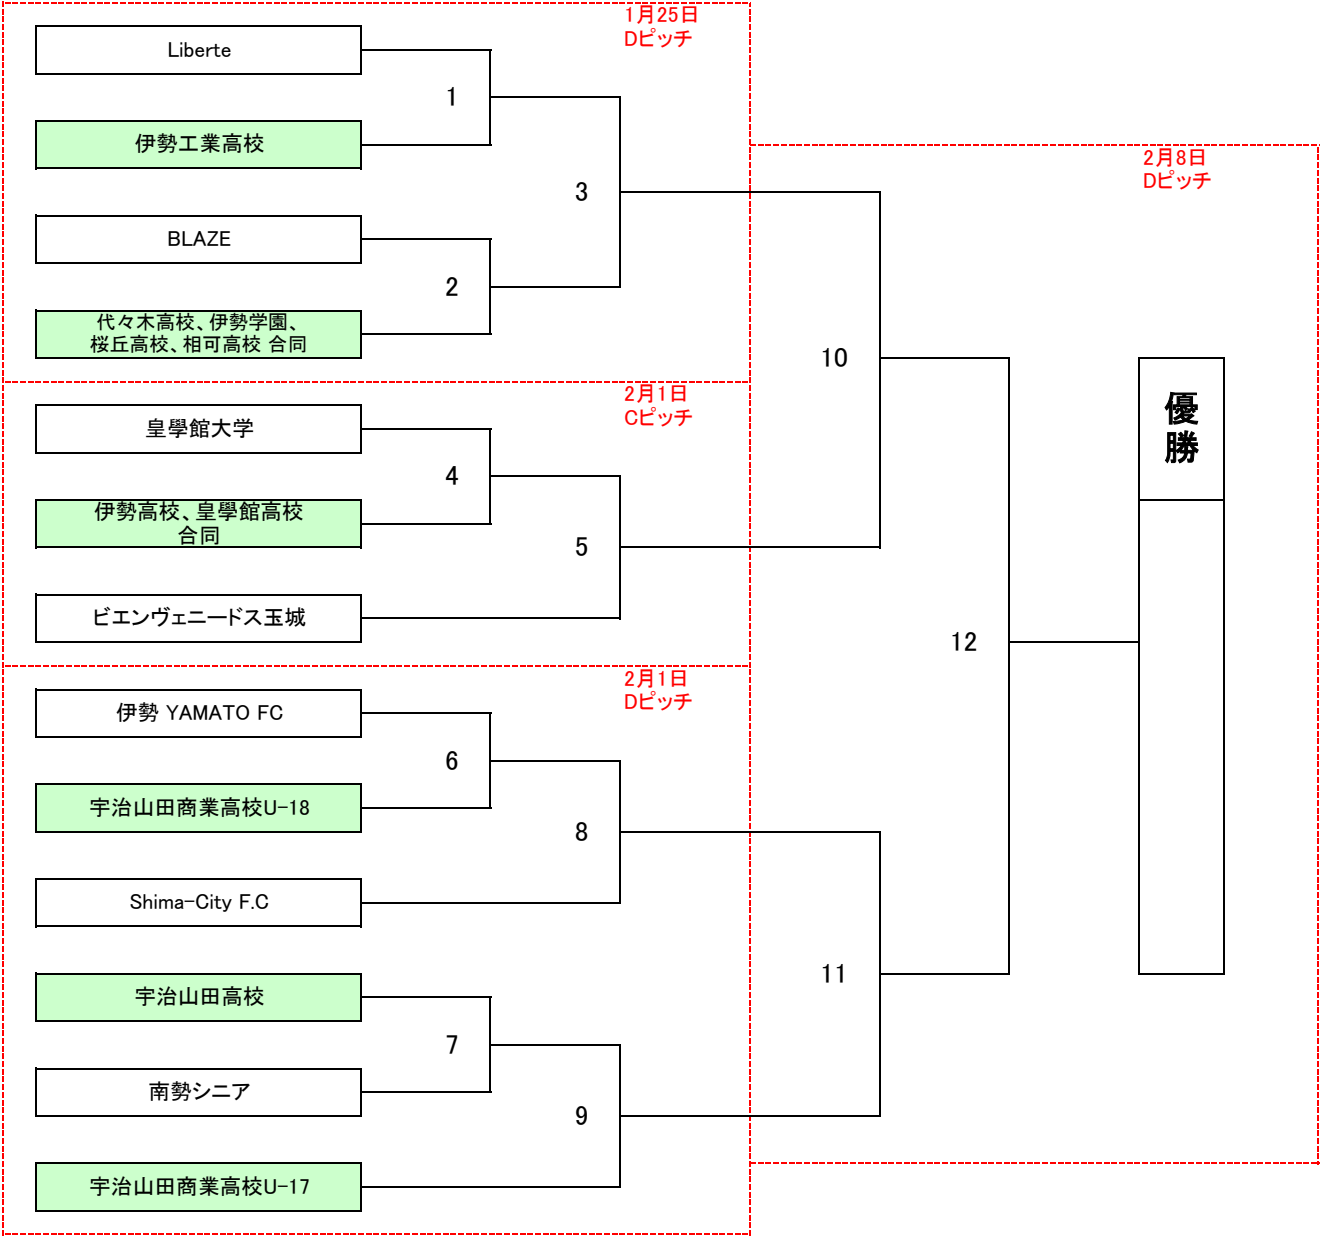 1月25日
Dピッチ
Liberte
1
伊勢工業高校
3
BLAZE
2
代々木高校、伊勢学園、
桜丘高校、相可高校 合同
2月1日
Cピッチ
皇學館大学
4
伊勢高校、皇學館高校
合同
5
ビエンヴェニードス玉城
2月1日
Dピッチ
伊勢 YAMATO FC
6
宇治山田商業高校U-18
8
Shima-City F.C
宇治山田高校
7
南勢シニア
9
宇治山田商業高校U-17
2月8日
Dピッチ
10
11
12
優
勝